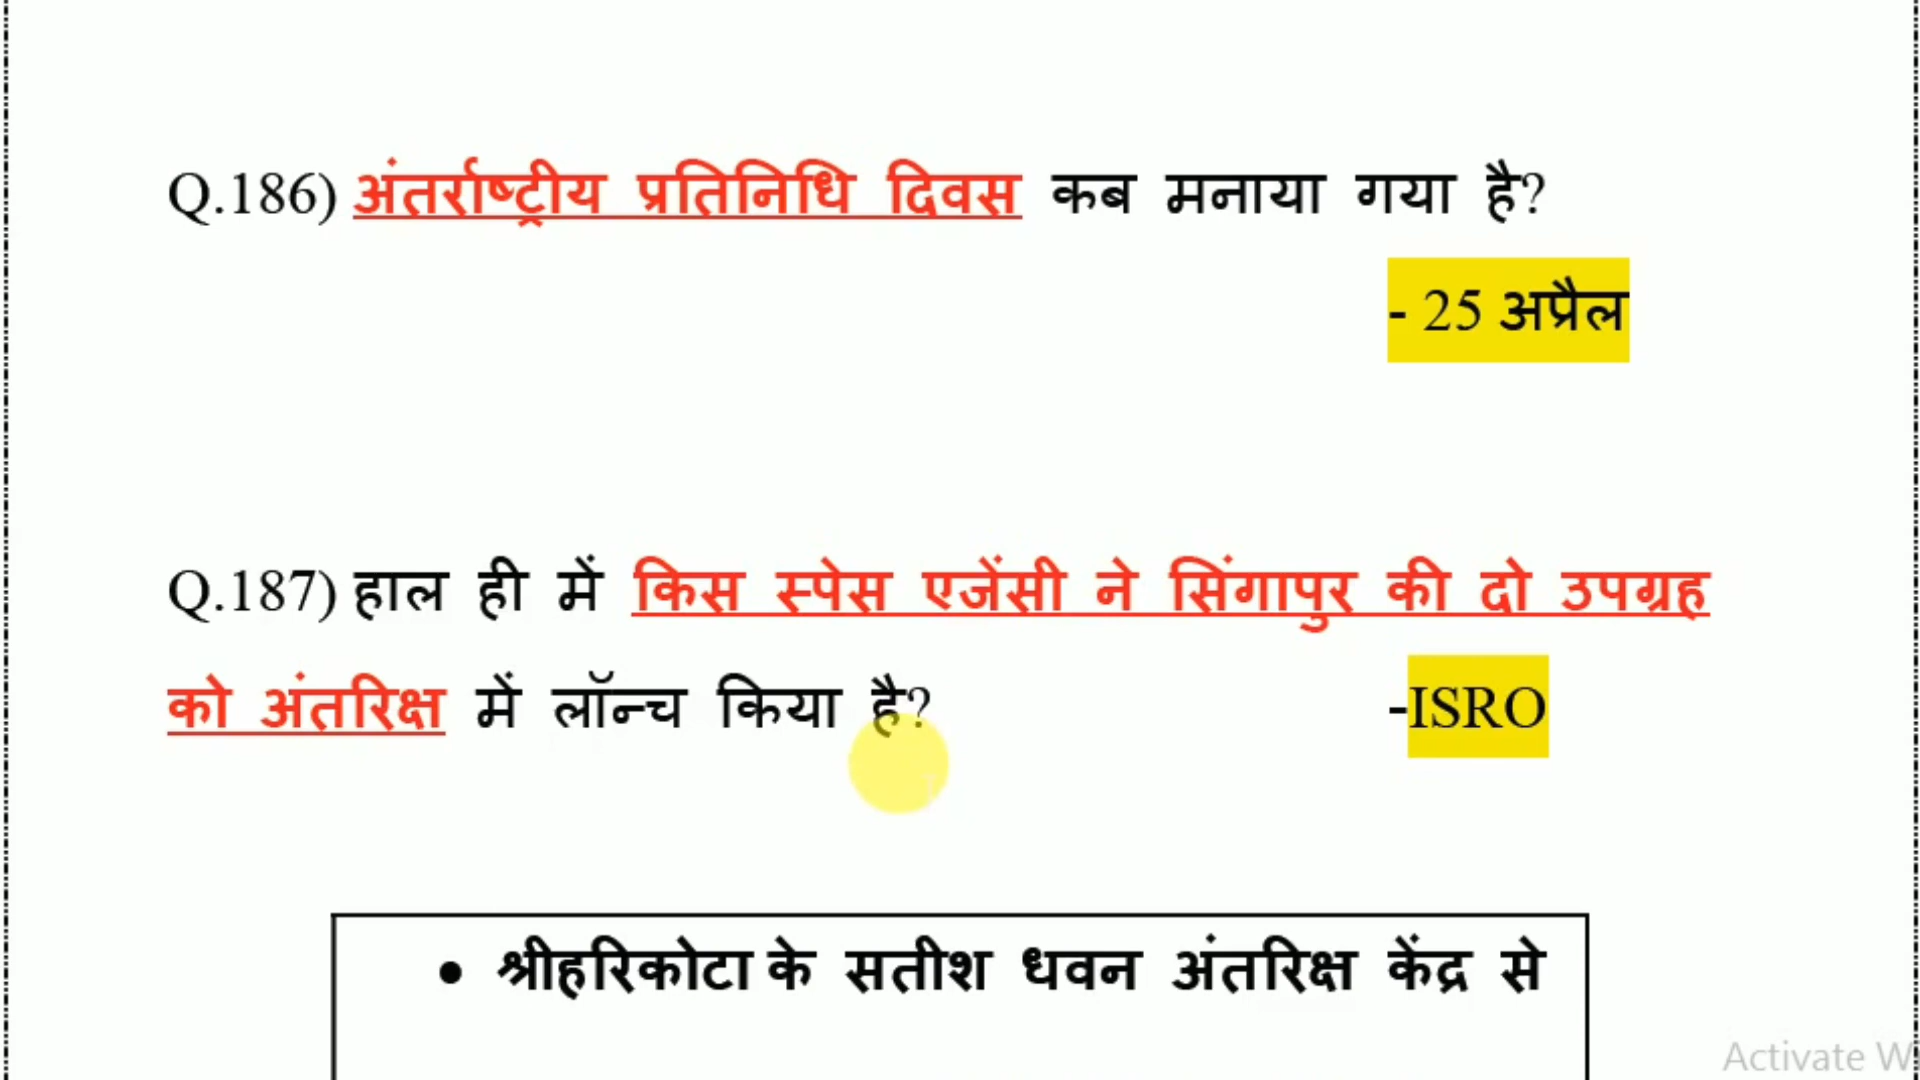 Q.186) अंतर्राष्ट्रीय प्रतिनिधि दिवस कब मनाया गया है?
- 25 अप्रैल
Q.187) हाल ही में किस स्पेस एजेंसी ने सिंगापुर की दो उपग्रह
को अंतरिक्ष में लॉन्च किया है? -ISRO
• श्रीहरिकोटा के सतीश धवन अंतरिक्ष केंद्र से
Activate W